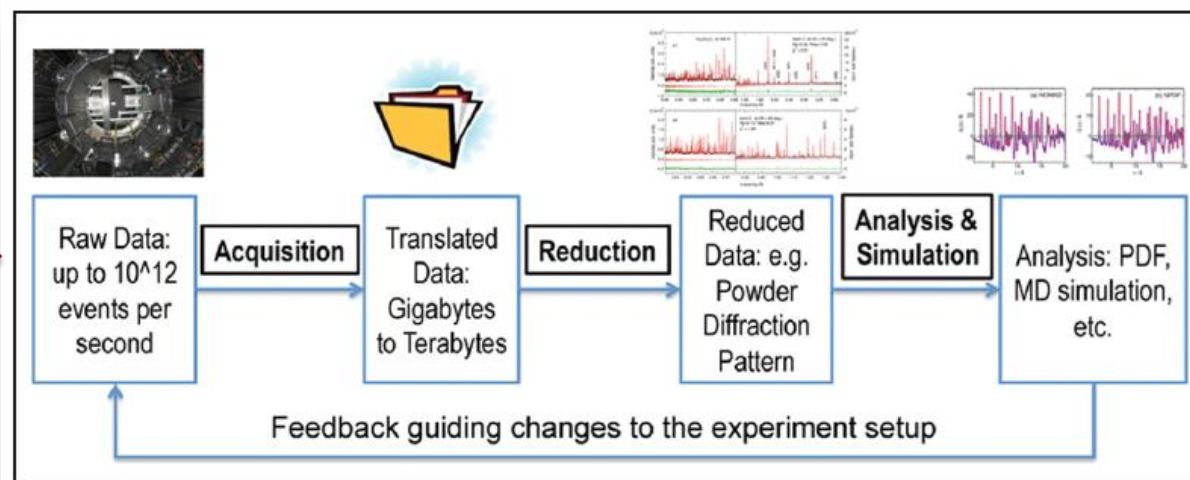 Raw Data:
up to 10^12
events per
second
Acquisition
Translated
Data:
Gigabytes
to Terabytes
Reduction
Reduced
Data: e.g.
Powder
Diffraction
Pattern
Analysis &
Simulation
Analysis: PDF,
MD simulation,
etc.
Feedback guiding changes to the experiment setup